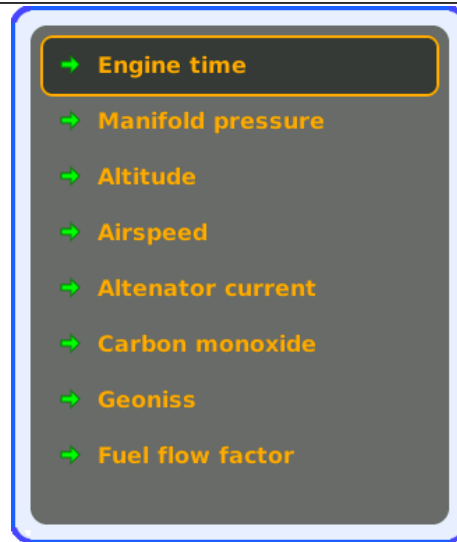 Engine time
Manifold pressure
Altitude
Airspeed
Altenator current
Carbon monoxide
Geoniss
Fuel flow factor